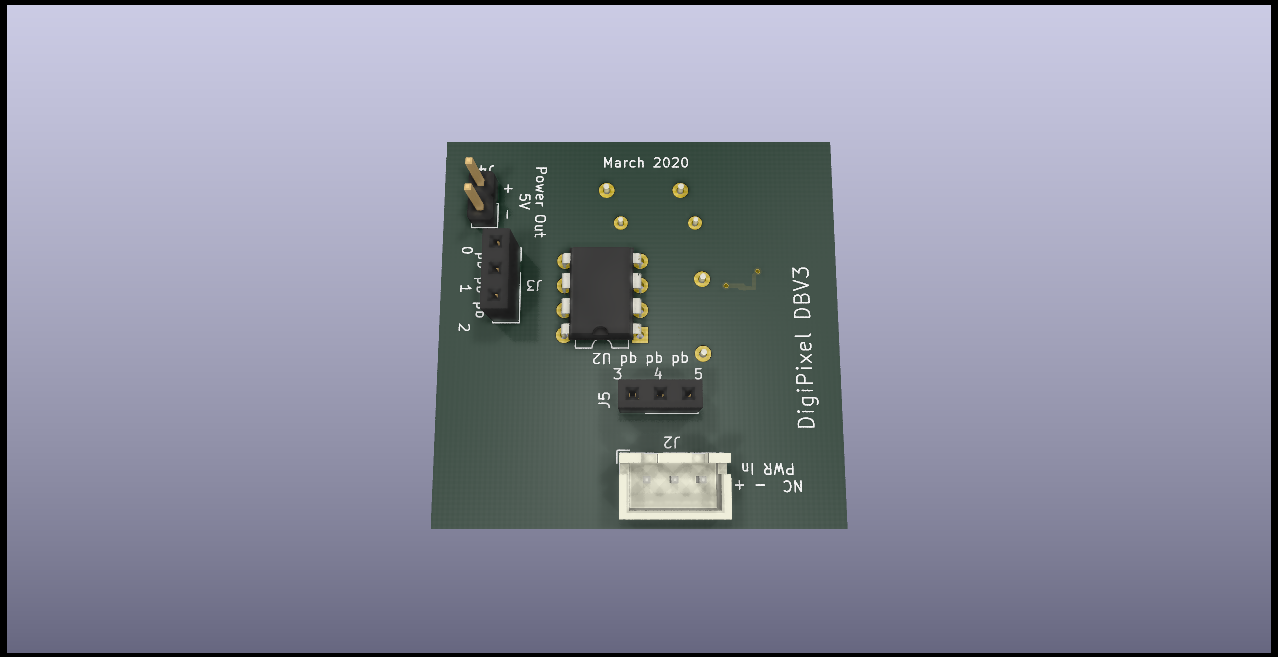 March 2020
J4
+
-
Power Out
5V
0
pb
1
pb
2
pb
J3
U2
pb pb pb
3 4 5
J5
DigiPixel DBV3
J2
PWR In
NC - +